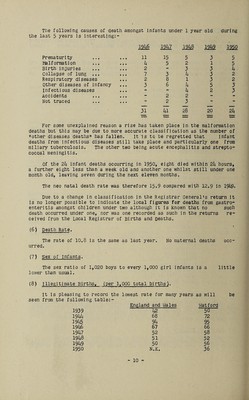 The following causes of death amongst infants under 1 year old during
the last 5 years is interesting:-
1946 1947 1948 1949 1950
Prematurity ... ... 11 15 5 3 5
Malformation ... ... 4 5 2 1 5
Birth injuries ... ... 2 - 3 5 4
Collapse of lung ... ... 7 3 4 3 2
Respiratory diseases ... 2 8 1 3 2
Other diseases of infancy ... 3 6 4 5 3
Infectious diseases ... - - 4 2 3
Accidents ... ... - 2 2 - -
Not traced ... ... - 2 3 - -
For some unexplained reason a rise has taken place in the malformation
deaths but this may be due to more accurate classification as the number of
"other diseases deaths" has fallen. It is to be regretted that infant
deaths from infectious diseases still take place and particularly one from
miliary tuberculosis. The other two being acute encephalitis and strepto-
coccal meningitis.
Of the 24 infant deaths occurring in 1950, eight died within 24 hours,
a further eight less than a week old and another one whilst still under one
month old, leaving seven during the next eleven months.
The neo natal death rate was therefore 15.9 compared with 12.9 in 1949.
Due to a change in classification in the Registrar General's return it
is no longer possible to indicate the local figures for deaths from gastro-
enteritis amongst children under two although it is known that no such
death occurred under one, nor was one recorded as such in the returns re-
ceived from the Local Registrar of Births and Deaths.
(6) Death Rate.
The rate of 10.8 is the same as last year. No maternal deaths occ-
urred.
(7) Sex of Infants.
The sex ratio of 1,020 boys to every 1,000 girl infants is a little
lower than usual.
(8) Illegitimate Births, (per 1,000 total births).
It is pleasing to record the lowest rate for many years as will be
seen from the following table:-
England and Wales Watford
1939 42 50
1944 68 72
1945 94 95
1946 67 66
1947 52 58
1948 51 52
1949 50 56
1950 n.k. 36
- 10 -